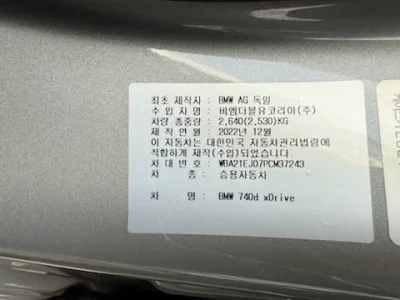 최초 제작자 : BMW AG 독일
수 입 자 명 : 비엠더블유코리아(주)
차량 총중량 : 2,640(2,530)KG
제 작 연 월 : 2022년 12월
이 자동차는 대한민국 자동차관리법령에
적합하게 제작(수입)되었습니다.
차 대 번 호 : WBA21EJ07PCM37243
차 종 : 승용자동차
차 명 : BMW 740d xDrive